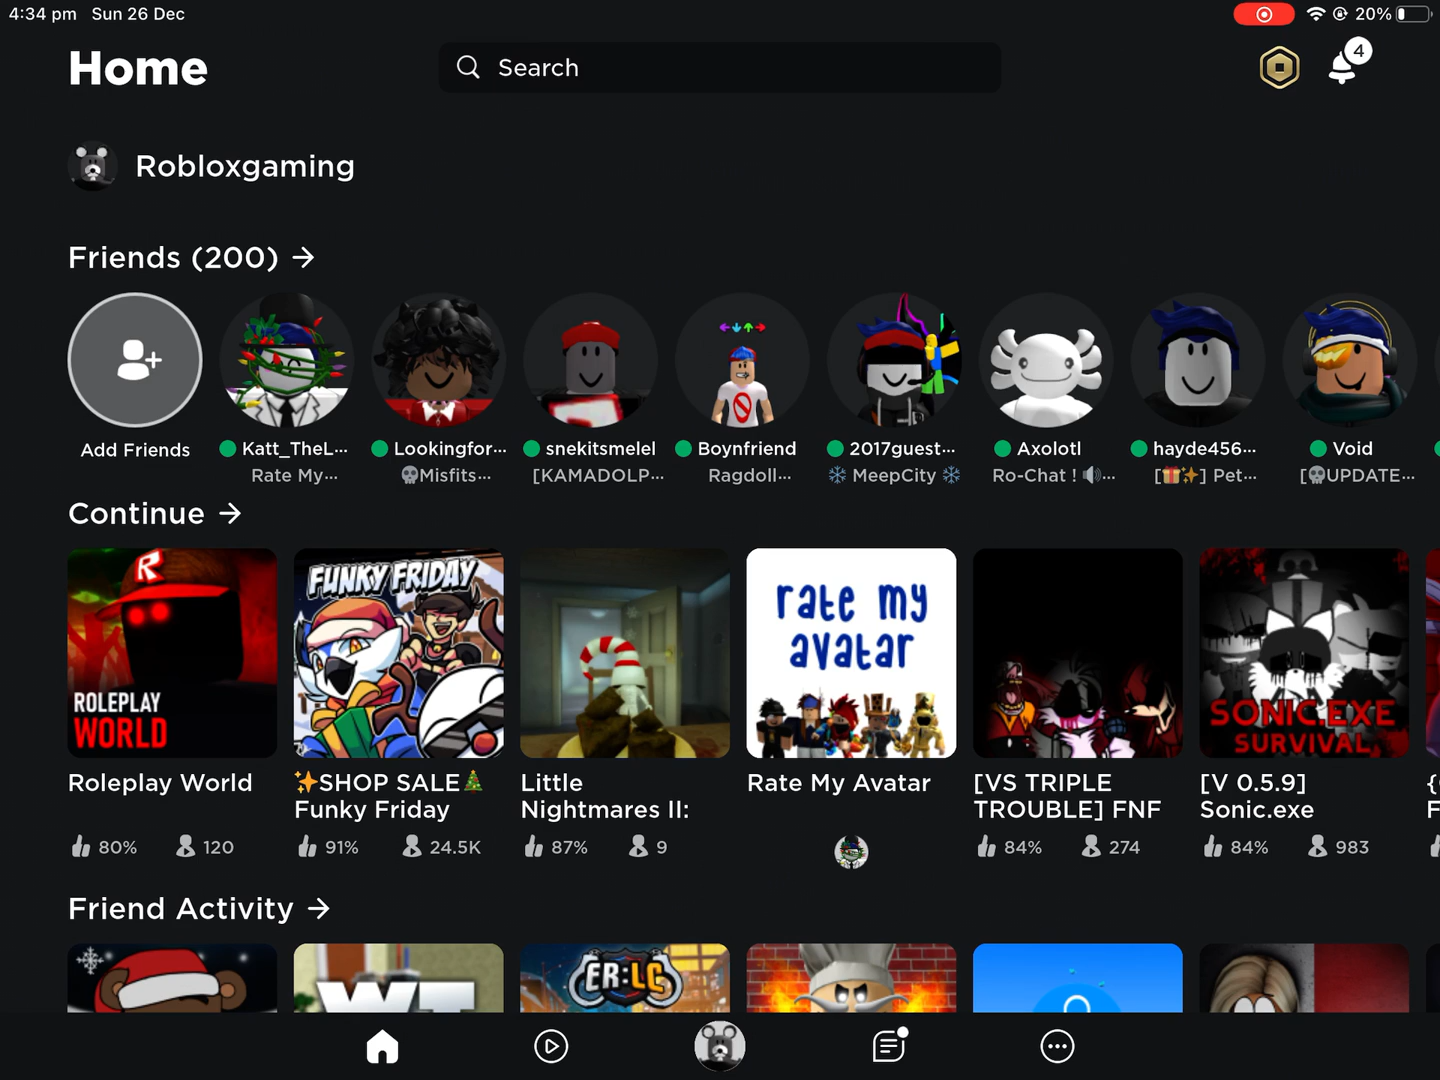 4:34 pm Sun 26 Dec 20%
Home
Search
4
Robloxgaming
Friends (200) →
Add Friends
Katt_TheL...
Rate My...
Lookingfor...
💀Misfits...
snekitsmelel
[KAMADOLP...
Boynfriend
Ragdoll...
2017guest...
❄ MeepCity ❄
Axolotl
Ro-Chat ! 🔊...
hayde456...
[🎁✨] Pet...
Void
[💀UPDATE...
Continue →
R
ROLEPLAY
WORLD
FUNKY FRIDAY
rate my
avatar
SONIC.EXE
SURVIVAL
Roleplay World
80% 120
✨SHOP SALE🎄
Funky Friday
91% 24.5K
Little
Nightmares II:
87% 9
Rate My Avatar
[VS TRIPLE
TROUBLE] FNF
84% 274
[V 0.5.9]
Sonic.exe
84% 983
Friend Activity →
WT
ER:LC